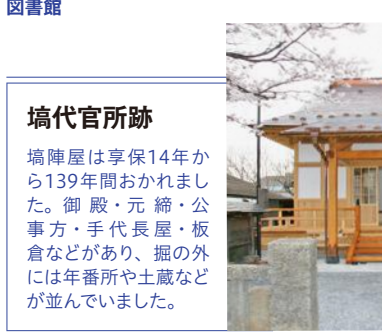 図書館
塙代官所跡
塙陣屋は享保14年か
ら139年間おかれまし
た。御殿・元締・公
事方・手代長屋・板
倉などがあり、掘の外
には年番所や土蔵など
が並んでいました。